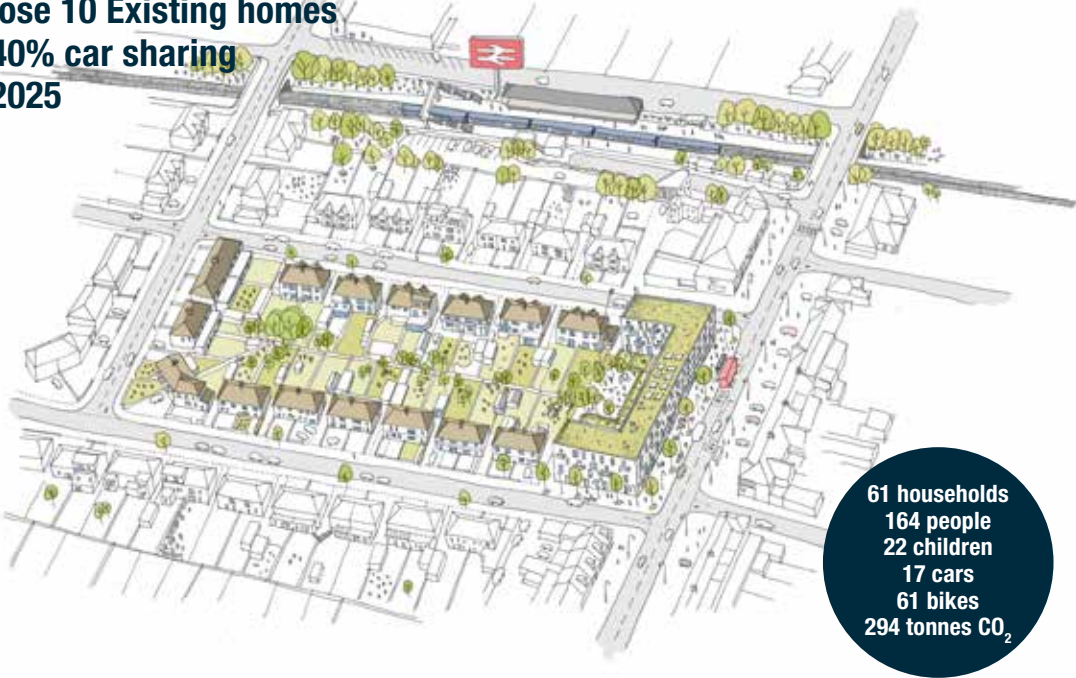 ose 10 Existing homes
40% car sharing
2025
61 households
164 people
22 children
17 cars
61 bikes
294 tonnes CO₂